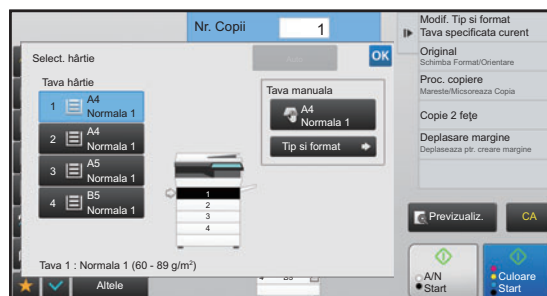 Nr. Copii 1
Select. hârtie
Auto
OK
Tava hârtie
1 A4
Normala 1
2 A4
Normala 1
3 A5
Normala 1
4 B5
Normala 1
1
2
3
4
Tava manuala
A4
Normala 1
Tip si format
Tava 1 : Normala 1 (60 - 89 g/m²)
Altele
4 B5
Modif. Tip si format
Tava specificata curent
Original
Schimba Format/Orientare
Proc. copiere
Mareste/Micsoreaza Copia
Copie 2 feţe
Deplasare margine
Deplaseaza ptr. creare margine
Previzualiz.
CA
A/N
Start
Culoare
Start